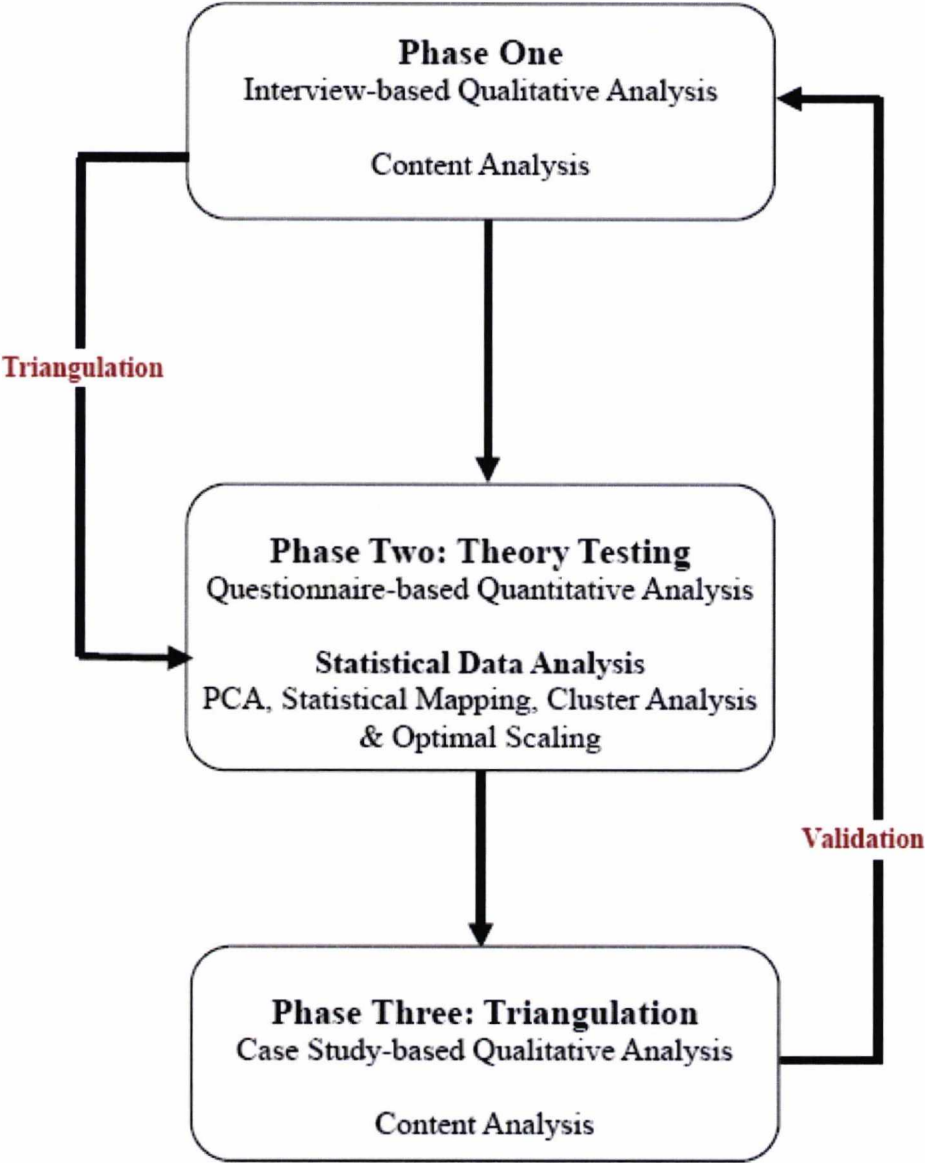 Phase One
Interview-based Qualitative Analysis
Content Analysis
Triangulation
Phase Two: Theory Testing
Questionnaire-based Quantitative Analysis
Statistical Data Analysis
PCA, Statistical Mapping, Cluster Analysis
& Optimal Scaling
Validation
Phase Three: Triangulation
Case Study-based Qualitative Analysis
Content Analysis